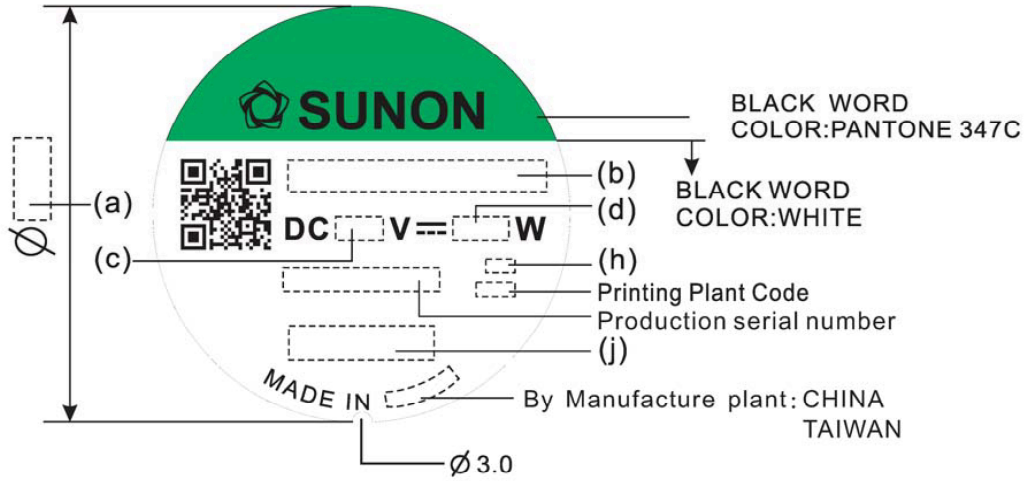 SUNON
BLACK WORD
COLOR:PANTONE 347C
(b)
BLACK WORD
COLOR:WHITE
(a)
Ø
DC V W
(d)
(c)
(h)
Printing Plant Code
Production serial number
(j)
MADE IN
By Manufacture plant: CHINA
TAIWAN
Ø 3.0